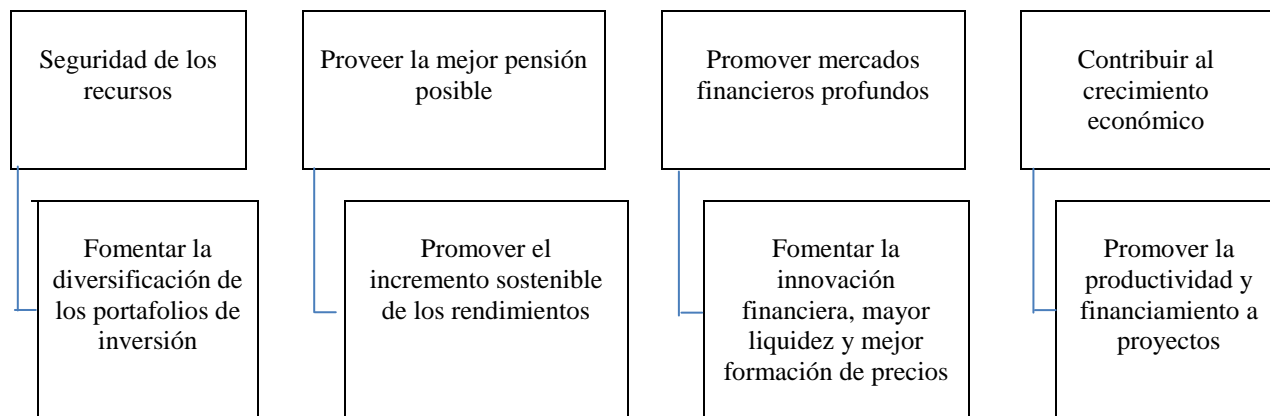 Seguridad de los
recursos
Proveer la mejor pensión
posible
Promover mercados
financieros profundos
Contribuir al
crecimiento
económico
Fomentar la
diversificación de
los portafolios de
inversión
Promover el
incremento sostenible
de los rendimientos
Fomentar la
innovación
financiera, mayor
liquidez y mejor
formación de precios
Promover la
productividad y
financiamiento a
proyectos